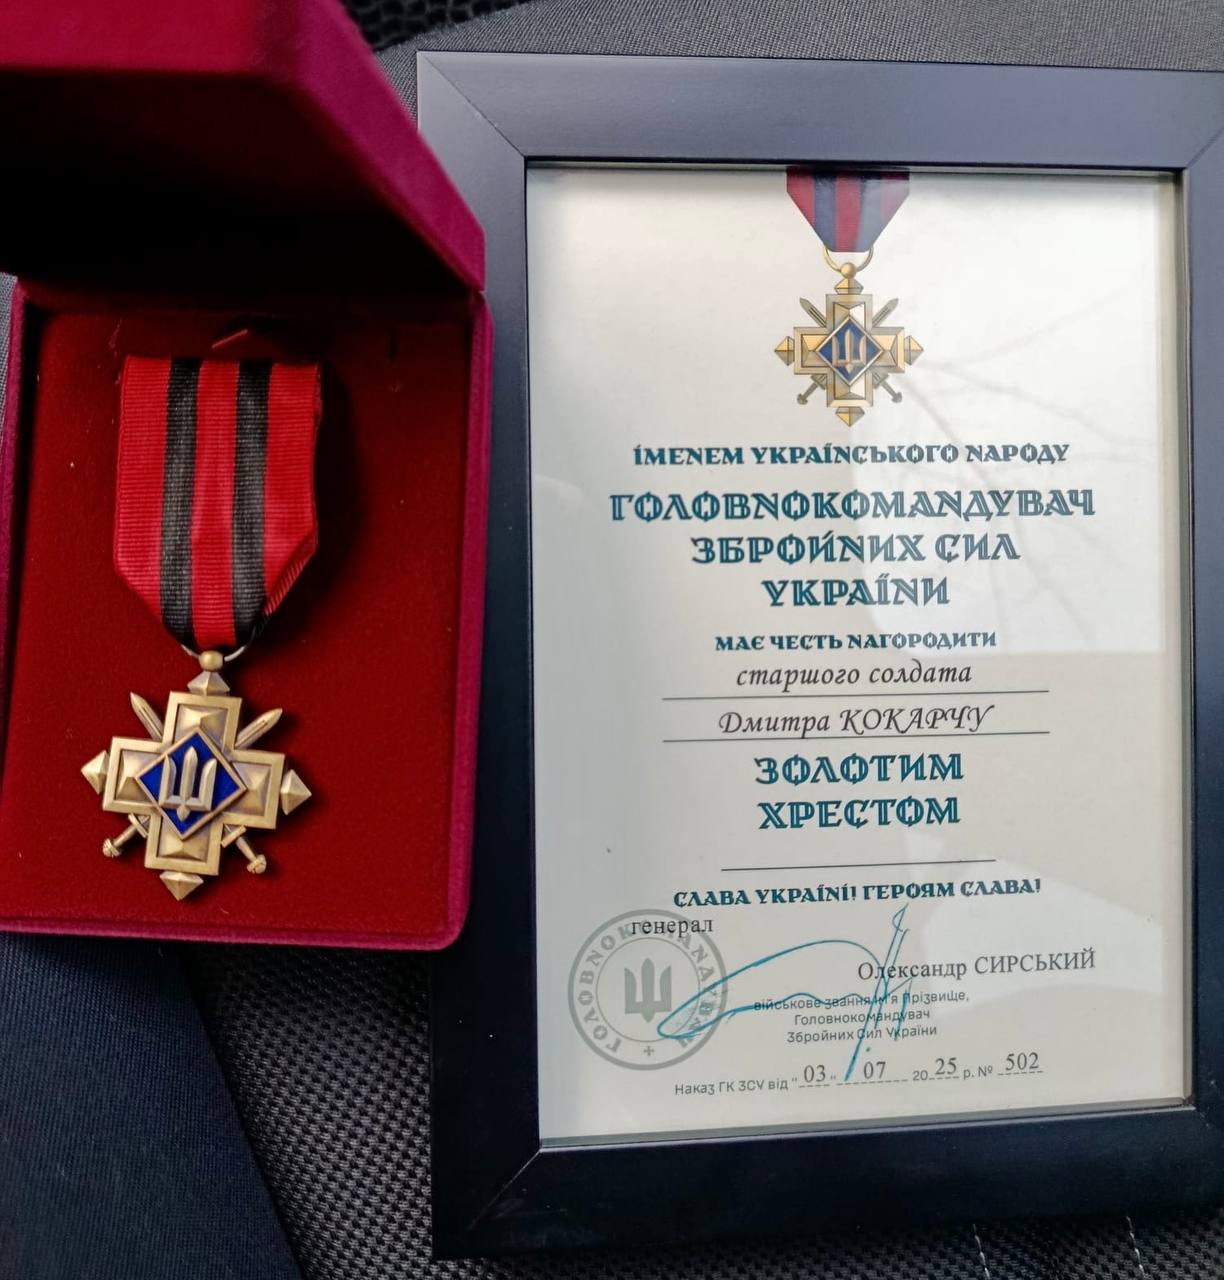 ІМЕНЕМ УКРАЇНСЬКОГО НАРОДУ
ГОЛОВНОКОМАНДУВАЧ
ЗБРОЙНИХ СИЛ
УКРАЇНИ
МАЄ ЧЕСТЬ НАГОРОДИТИ
старшого солдата
Дмитра КОКАРЧУ
ЗОЛОТИМ
ХРЕСТОМ
СЛАВА УКРАЇНІ! ГЕРОЯМ СЛАВА!
генерал
ГОЛОВНОКОМАНДУВАЧ
Олександр СИРСЬКИЙ
військове звання ім'я прізвище,
Головнокомандувач
Збройних Сил України
Наказ ГК ЗСУ від "03" 07 2025 р. № 502